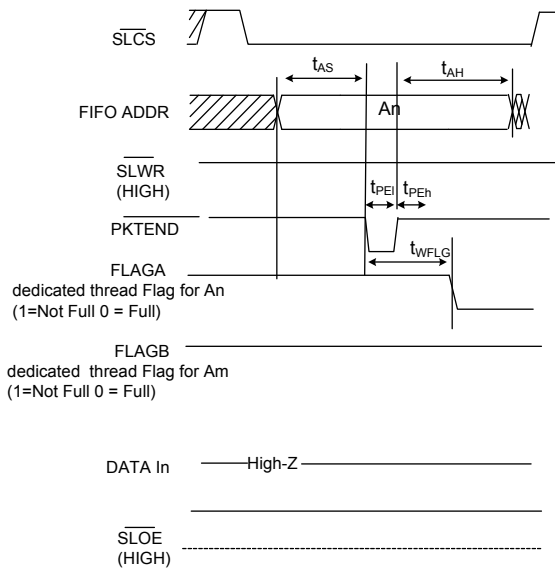 SLCS
tAS
tAH
FIFO ADDR
An
SLWR
(HIGH)
tPEI
tPEh
PKTEND
tWFLG
FLAGA
dedicated thread Flag for An
(1=Not Full 0 = Full)
FLAGB
dedicated thread Flag for Am
(1=Not Full 0 = Full)
DATA In
High-Z
SLOE
(HIGH)